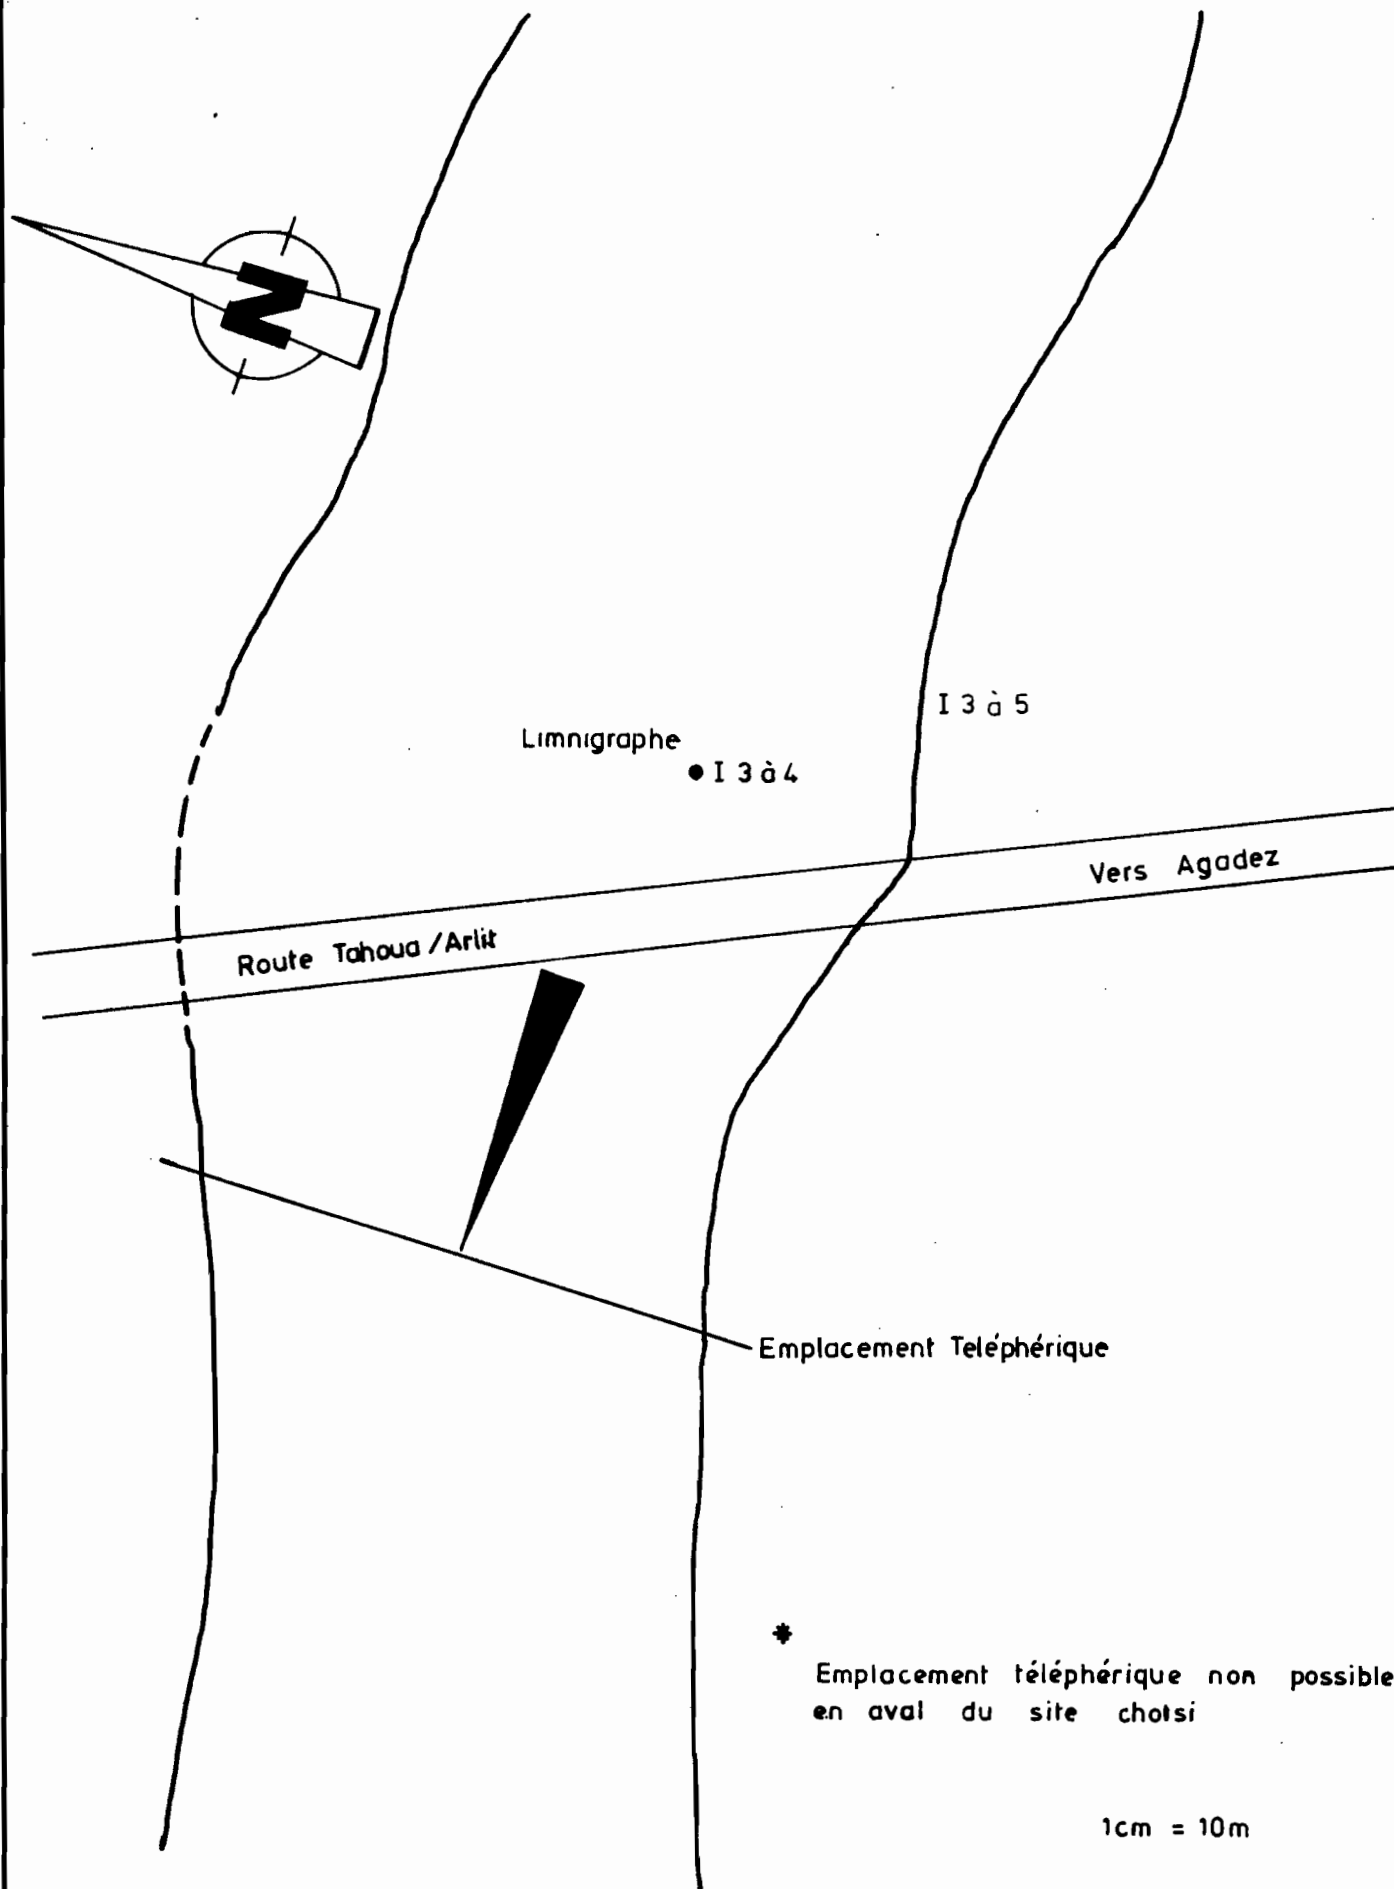 N
I 3 à 5
Limnigraphe
I 3 à 4
Vers Agadez
Route Tahoua / Arlit
Emplacement Teléphérique
*
Emplacement téléphérique non possible
en aval du site choisi
1cm = 10m